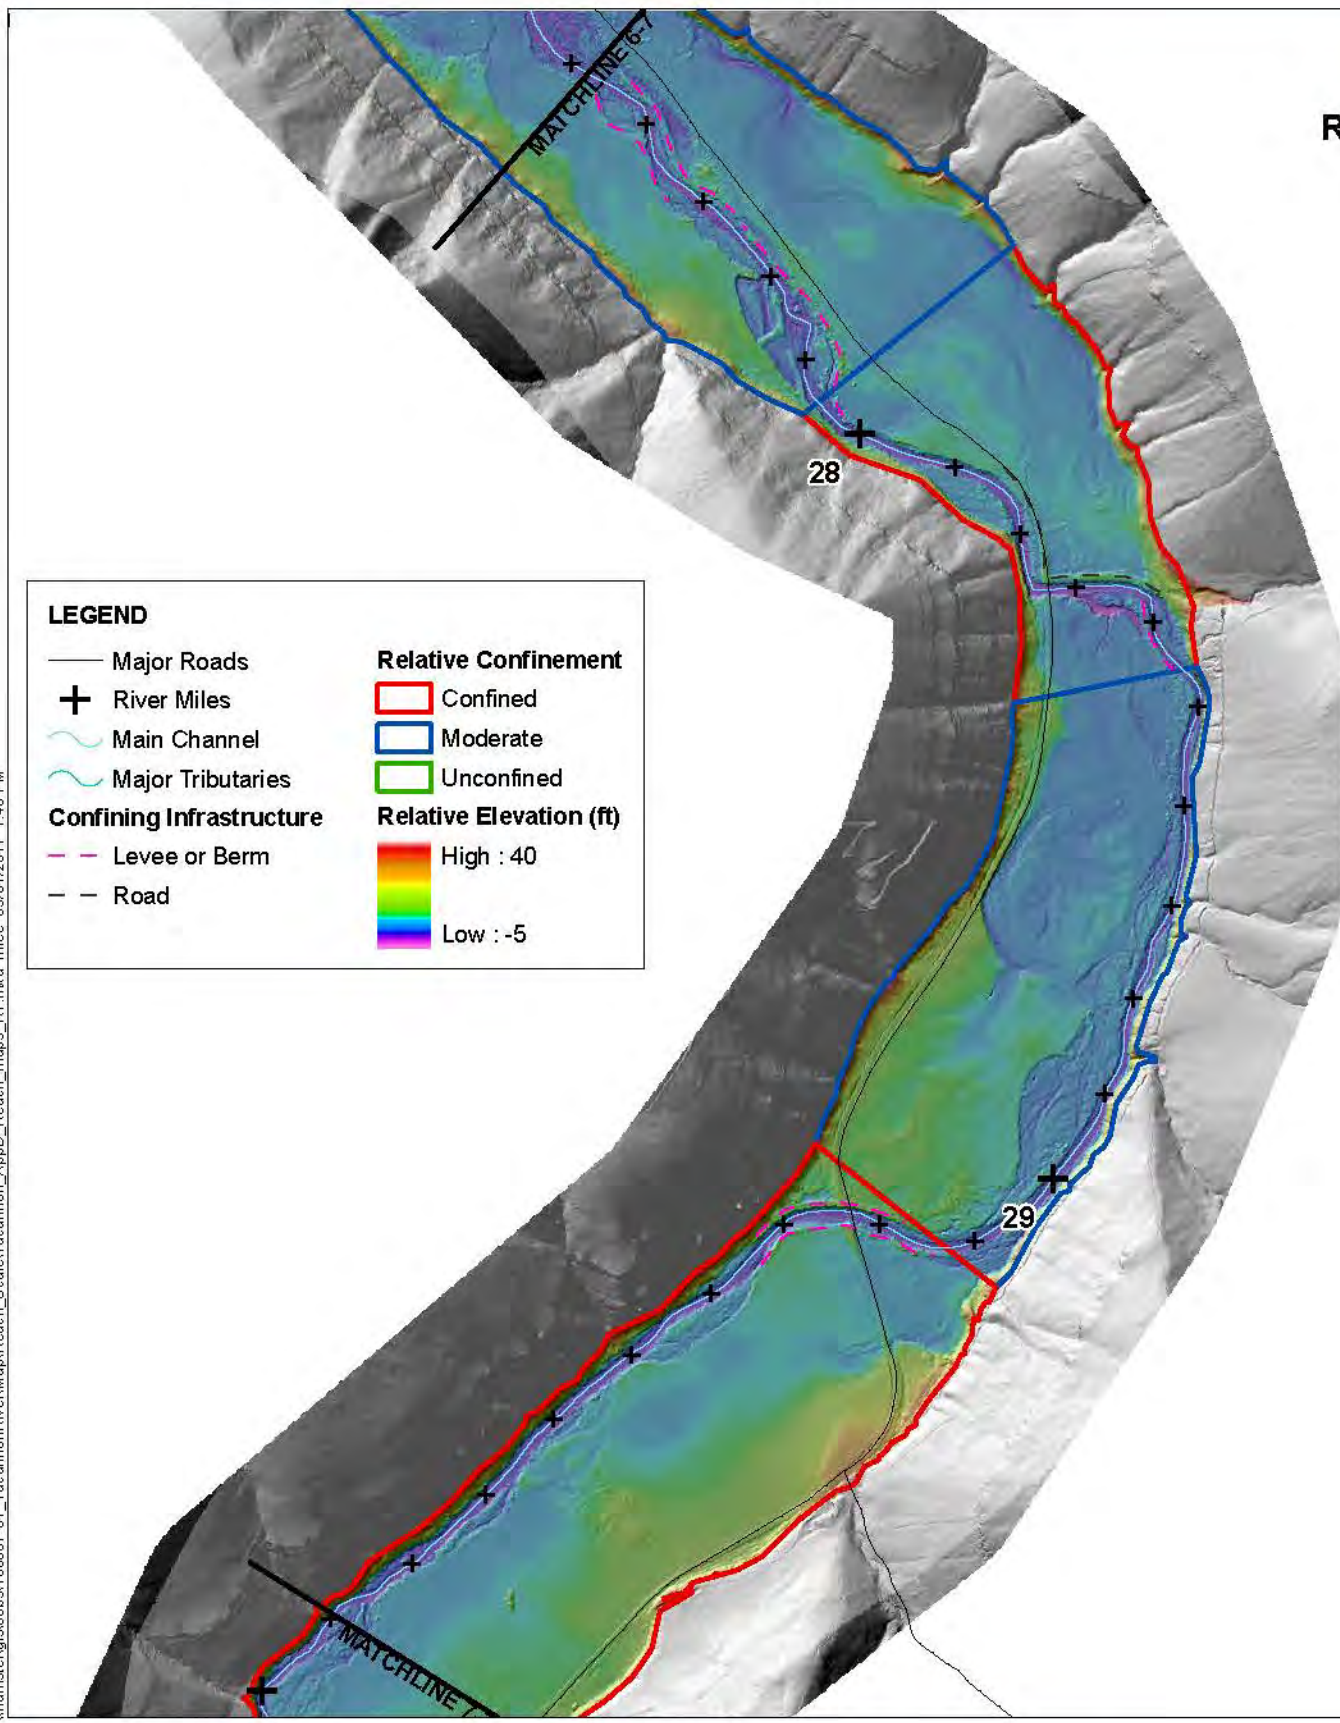 MATCHLINE 6-7
R
28
LEGEND
Major Roads
River Miles
Main Channel
Major Tributaries
Confining Infrastructure
Levee or Berm
Road
Relative Confinement
Confined
Moderate
Unconfined
Relative Elevation (ft)
High : 40
Low : -5
29
MATCHLINE